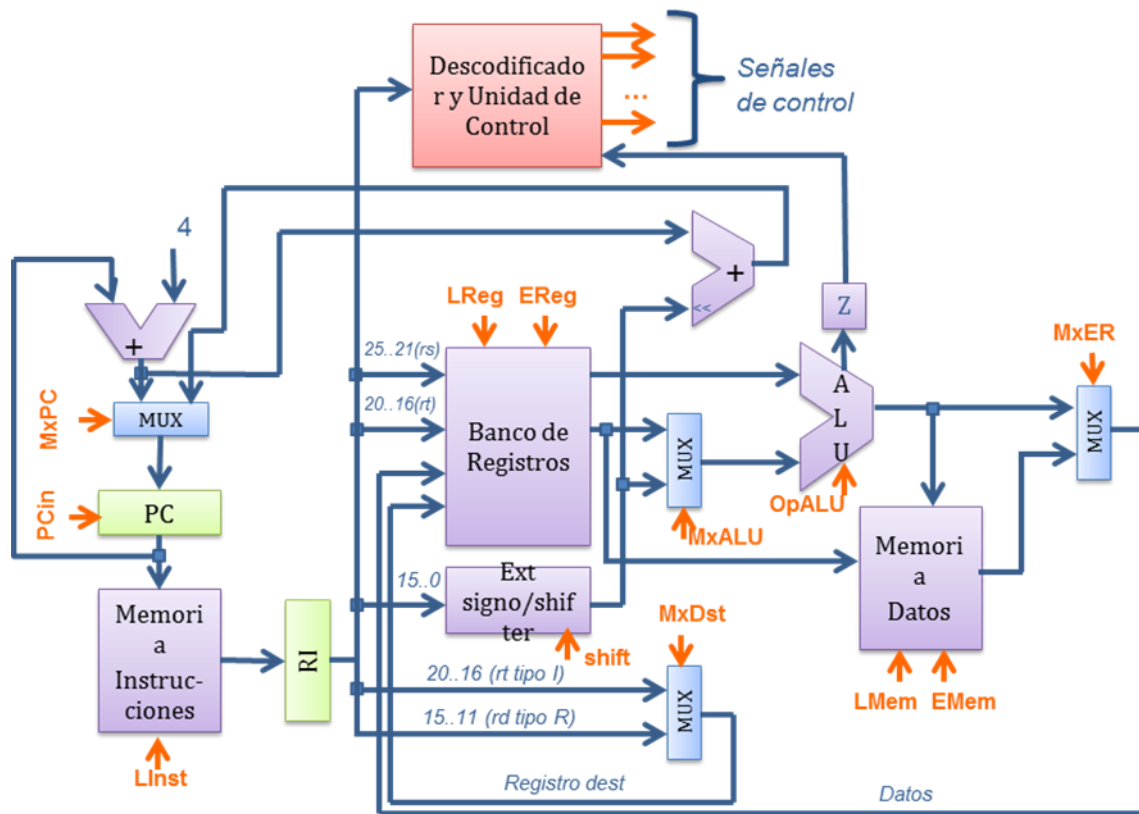 Descodificado
r y Unidad de
Control
...
Señales
de control
4
+
+
<<
LReg
EReg
Z
MxER
25..21(rs)
20..16(rt)
Banco de
Registros
MUX
A
L
U
MUX
MxPC
MUX
OpALU
MxALU
PCin
PC
Memori
a
Datos
15..0
Ext
signo/shif
ter
MxDst
shift
Memori
a
Instruc-
ciones
RI
20..16 (rt tipo I)
MUX
15..11 (rd tipo R)
LMem
EMem
LInst
Registro dest
Datos